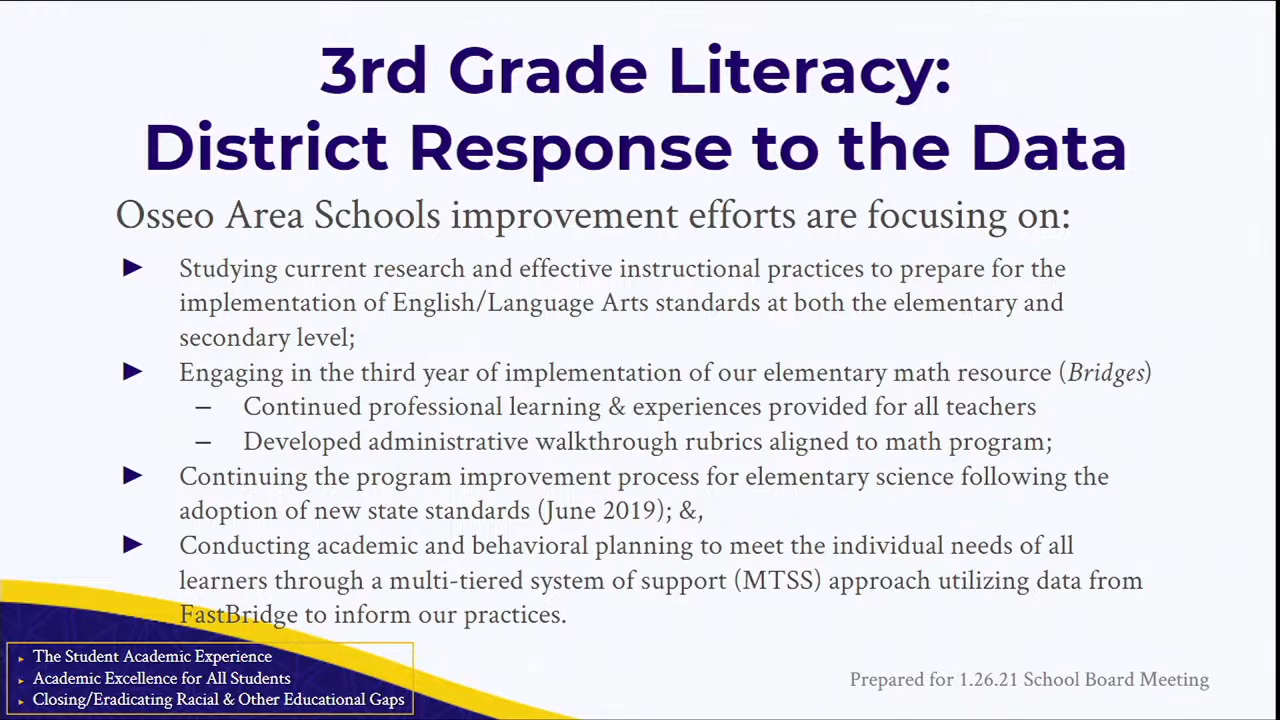 3rd Grade Literacy:
District Response to the Data
Osseo Area Schools improvement efforts are focusing on:
► Studying current research and effective instructional practices to prepare for the
implementation of English/Language Arts standards at both the elementary and
secondary level;
► Engaging in the third year of implementation of our elementary math resource (Bridges)
– Continued professional learning & experiences provided for all teachers
– Developed administrative walkthrough rubrics aligned to math program;
► Continuing the program improvement process for elementary science following the
adoption of new state standards (June 2019); &,
► Conducting academic and behavioral planning to meet the individual needs of all
learners through a multi-tiered system of support (MTSS) approach utilizing data from
FastBridge to inform our practices.
▸ The Student Academic Experience
▸ Academic Excellence for All Students
▸ Closing/Eradicating Racial & Other Educational Gaps
Prepared for 1.26.21 School Board Meeting